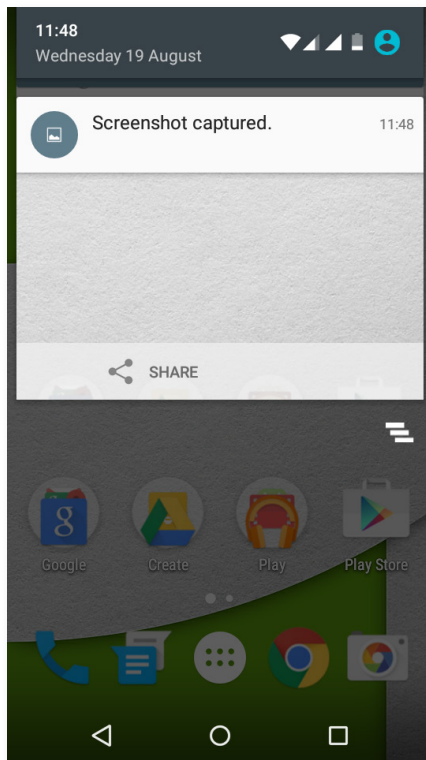 11:48
Wednesday 19 August
Screenshot captured.
11:48
SHARE
Google
Create
Play
Play Store